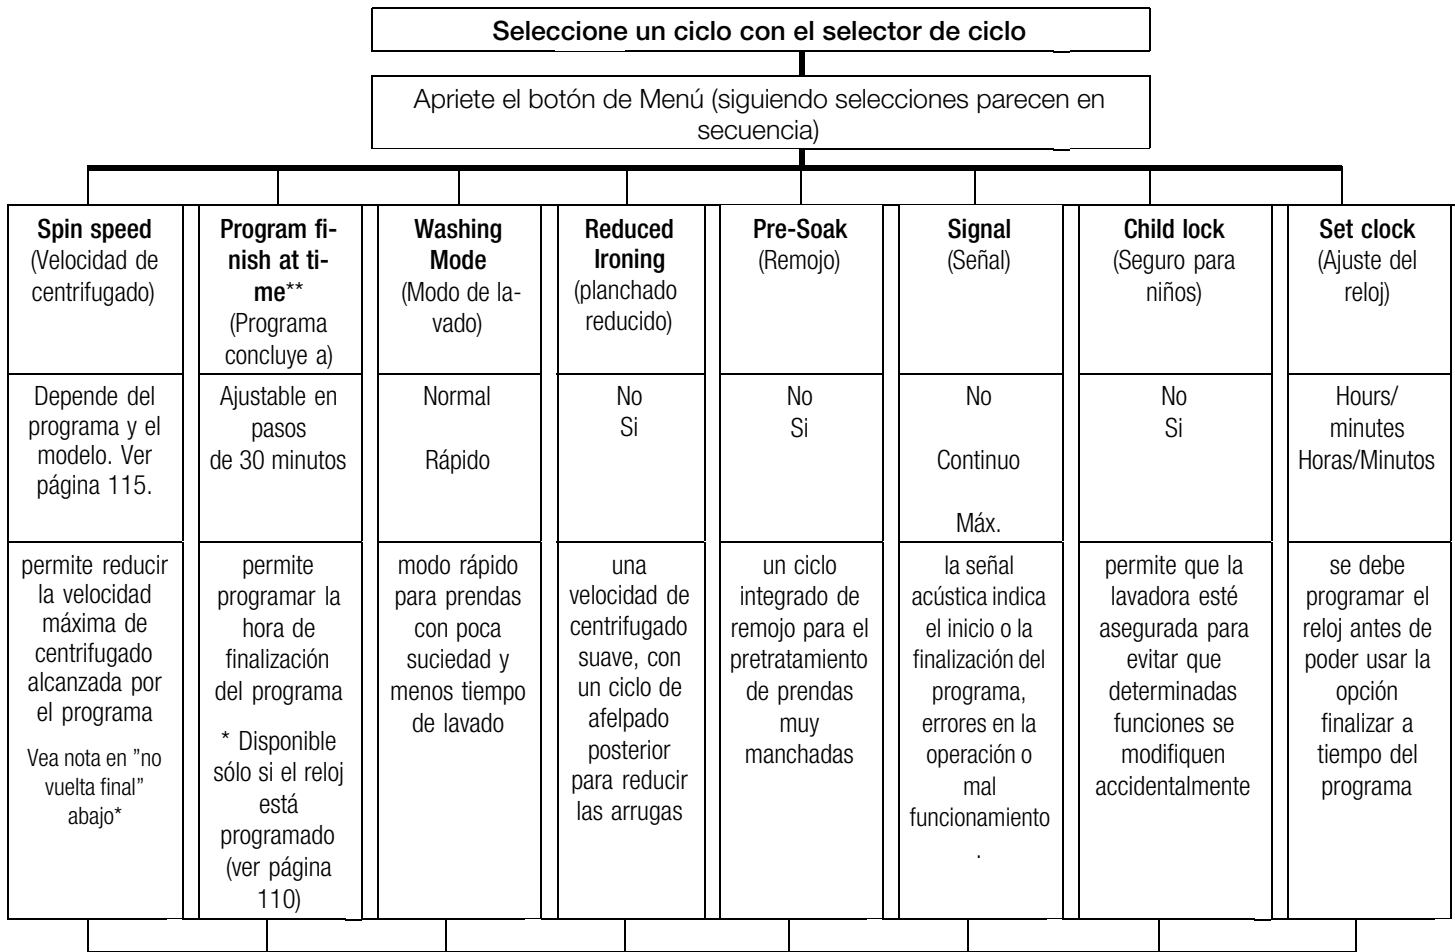 Seleccione un ciclo con el selector de ciclo
Apriete el botón de Menú (siguiendo selecciones parecen en
secuencia)
Spin speed
(Velocidad de
centrifugado)
Program fi-
nish at ti-
me**
(Programa
concluye a)
Washing
Mode
(Modo de la-
vado)
Reduced
Ironing
(planchado
reducido)
Pre-Soak
(Remojo)
Signal
(Señal)
Child lock
(Seguro para
niños)
Set clock
(Ajuste del
reloj)
Depende del
programa y el
modelo. Ver
página 115.
Ajustable en
pasos
de 30 minutos
Normal
Rápido
No
Si
No
Si
No
Continuo
Máx.
No
Si
Hours/
minutes
Horas/Minutos
permite reducir
la velocidad
máxima de
centrifugado
alcanzada por
el programa
Vea nota en "no
vuelta final"
abajo*
permite
programar la
hora de
finalización
del programa
* Disponible
sólo si el reloj
está
programado
(ver página
110)
modo rápido
para prendas
con poca
suciedad y
menos tiempo
de lavado
una
velocidad de
centrifugado
suave, con
un ciclo de
afelpado
posterior
para reducir
las arrugas
un ciclo
integrado de
remojo para el
pretratamiento
de prendas
muy
manchadas
la señal
acústica indica
el inicio o la
finalización del
programa,
errores en la
operación o
mal
funcionamiento
.
permite que la
lavadora esté
asegurada para
evitar que
determinadas
funciones se
modifiquen
accidentalmente
se debe
programar el
reloj antes de
poder usar la
opción
finalizar a
tiempo del
programa